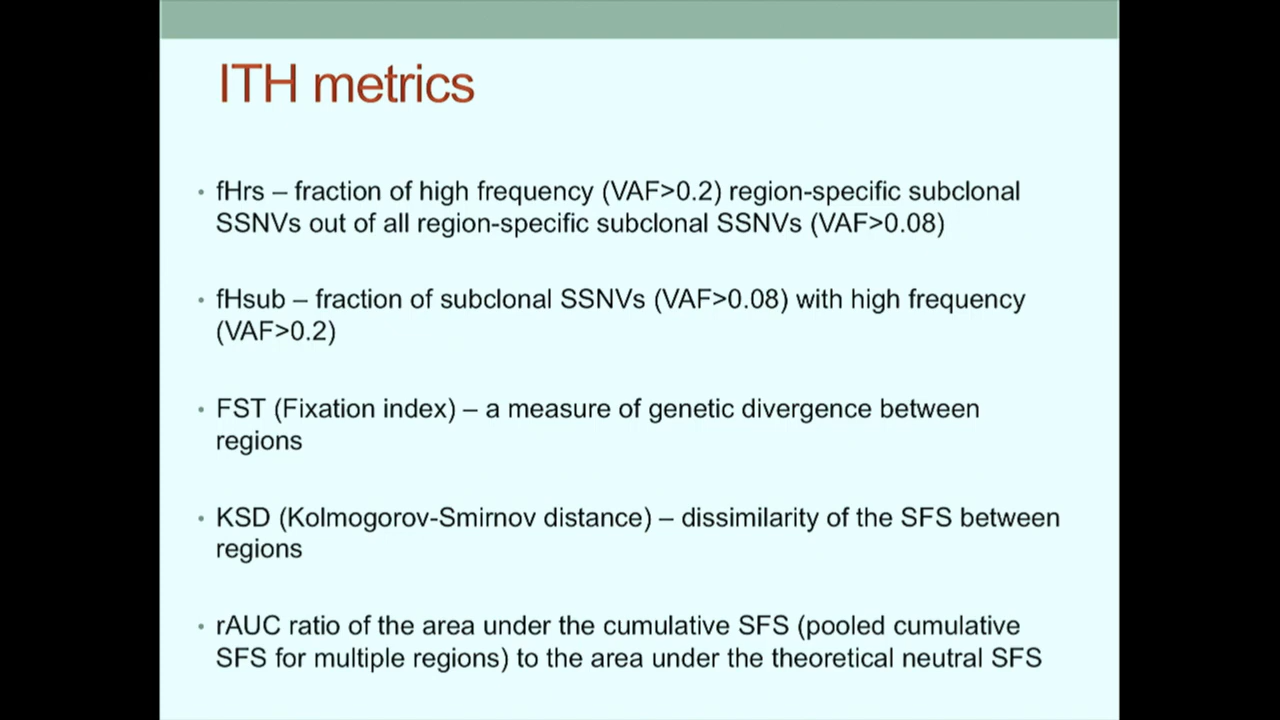 ITH metrics
• fHrs – fraction of high frequency (VAF>0.2) region-specific subclonal
SSNVs out of all region-specific subclonal SSNVs (VAF>0.08)
• fHsub – fraction of subclonal SSNVs (VAF>0.08) with high frequency
(VAF>0.2)
• FST (Fixation index) – a measure of genetic divergence between
regions
• KSD (Kolmogorov-Smirnov distance) – dissimilarity of the SFS between
regions
• rAUC ratio of the area under the cumulative SFS (pooled cumulative
SFS for multiple regions) to the area under the theoretical neutral SFS